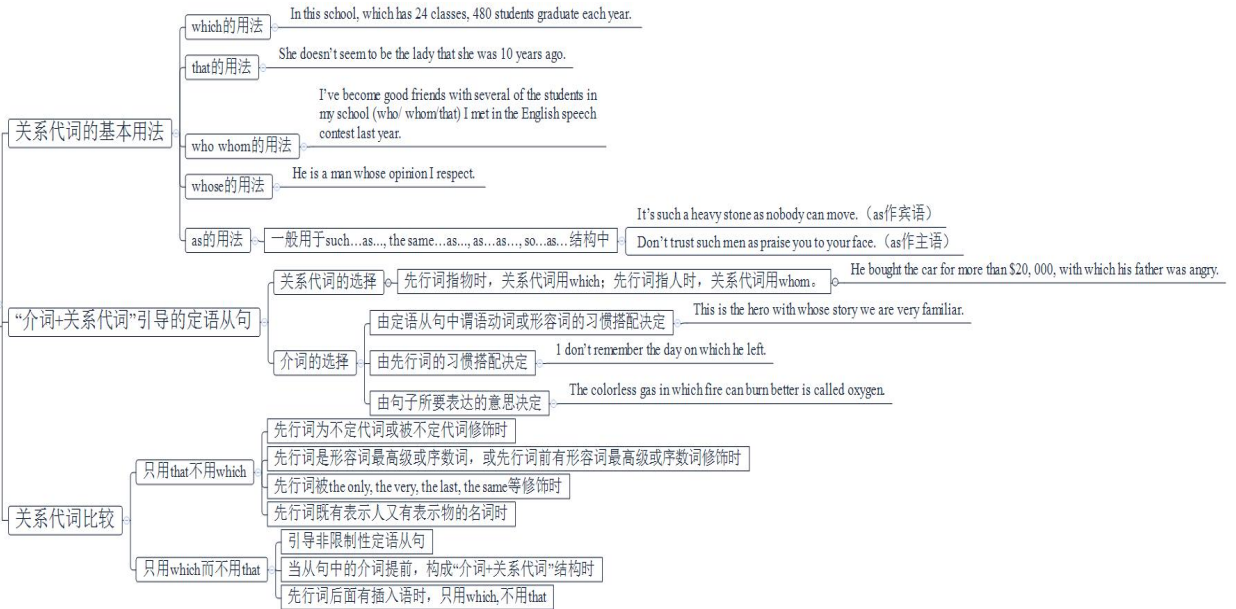 关系代词的基本用法
which的用法
In this school, which has 24 classes, 480 students graduate each year.
that的用法
She doesn't seem to be the lady that she was 10 years ago.
who whom的用法
I've become good friends with several of the students in
my school (who/ whom/that) I met in the English speech
contest last year.
whose的用法
He is a man whose opinion I respect.
as的用法
一般用于such…as…, the same…as…, as…as…, so…as…结构中
It's such a heavy stone as nobody can move.（as作宾语）
Don't trust such men as praise you to your face.（as作主语）
“介词+关系代词”引导的定语从句
关系代词的选择
先行词指物时，关系代词用which；先行词指人时，关系代词用whom。
He bought the car for more than $20, 000, with which his father was angry.
介词的选择
由定语从句中谓语动词或形容词的习惯搭配决定
This is the hero with whose story we are very familiar.
由先行词的习惯搭配决定
I don't remember the day on which he left.
由句子所要表达的意思决定
The colorless gas in which fire can burn better is called oxygen.
关系代词比较
只用that不用which
先行词为不定代词或被不定代词修饰时
先行词是形容词最高级或序数词，或先行词前有形容词最高级或序数词修饰时
先行词被the only, the very, the last, the same等修饰时
先行词既有表示人又有表示物的名词时
只用which而不用that
引导非限制性定语从句
当从句中的介词提前，构成“介词+关系代词”结构时
先行词后面有插入语时，只用which,不用that